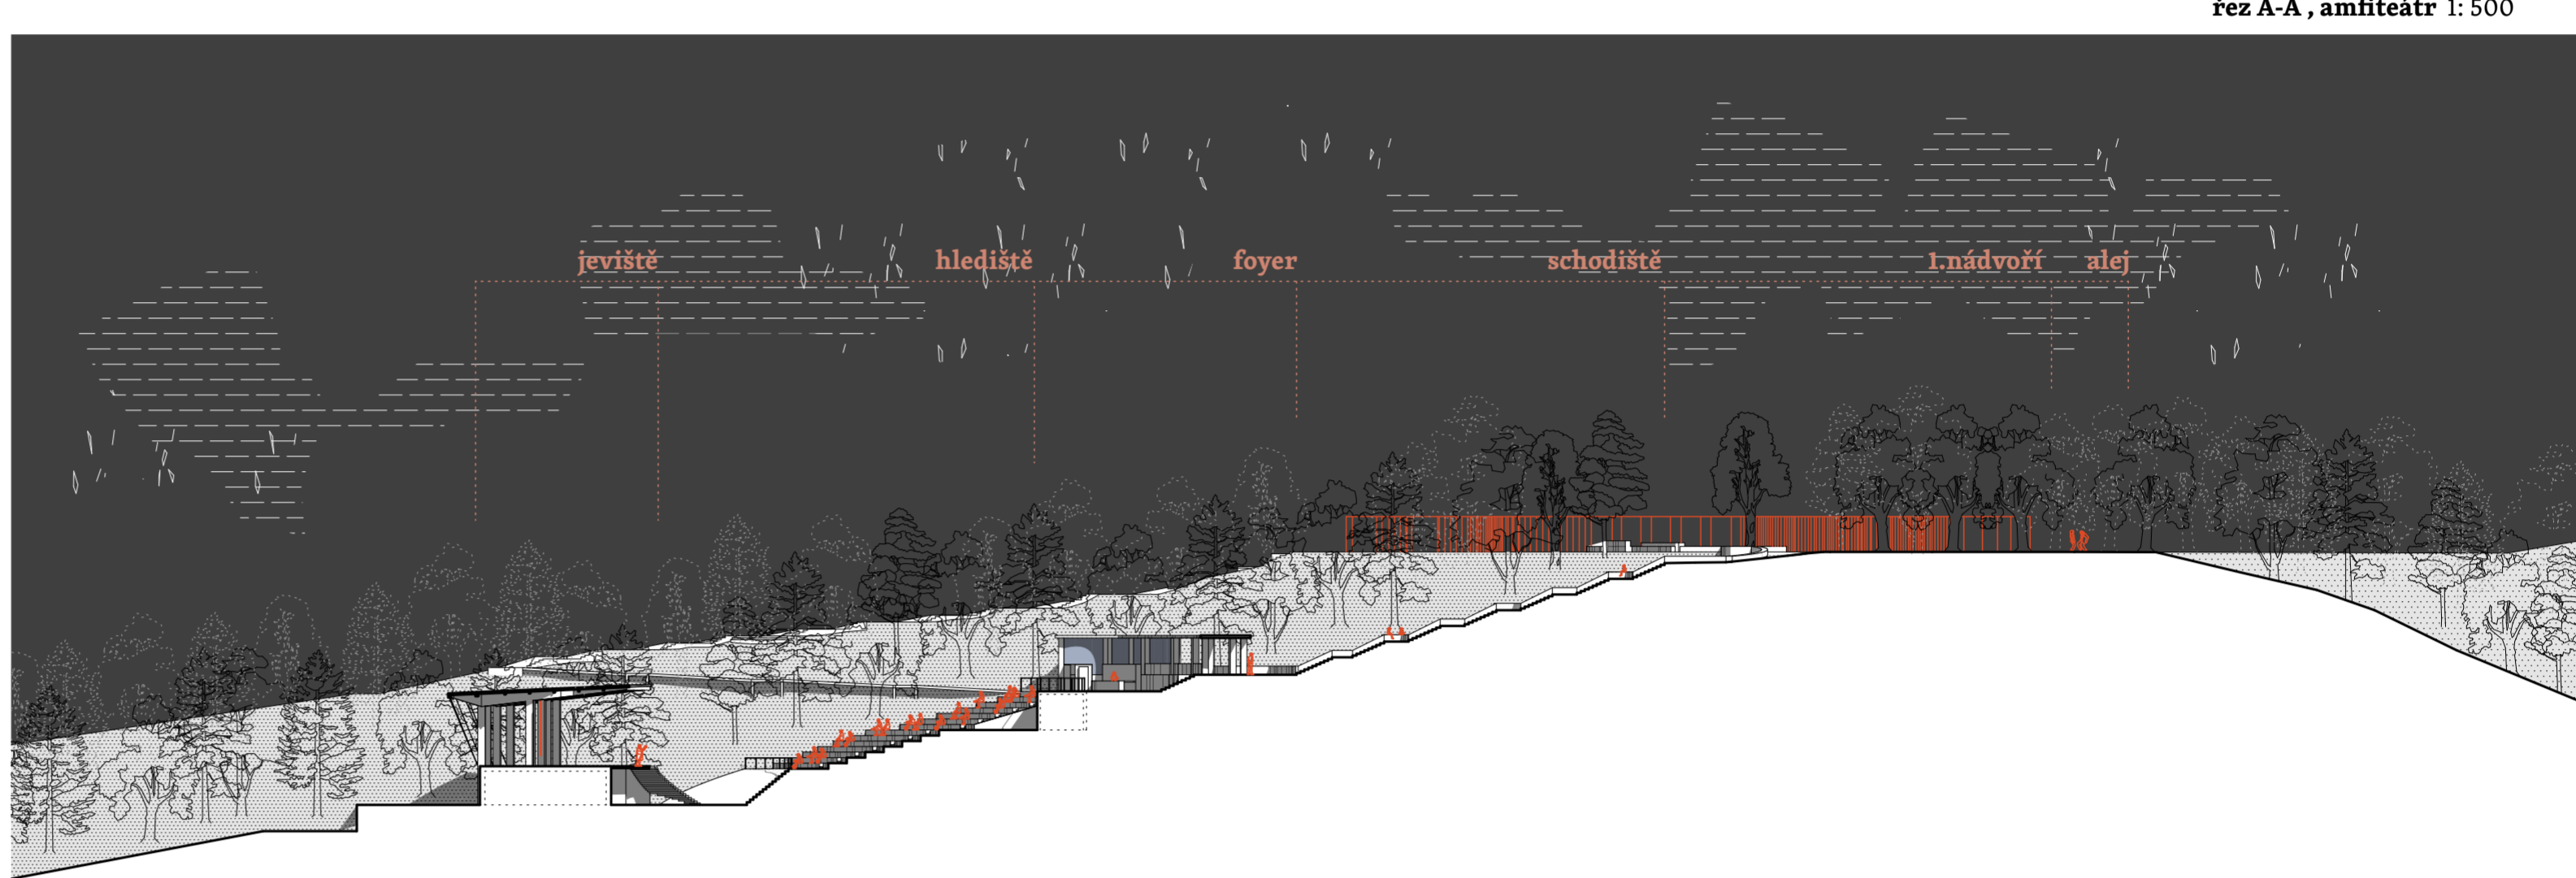 řez A-A , amfiteátr 1: 500
jeviště hlediště foyer schodiště 1.nádvoří alej